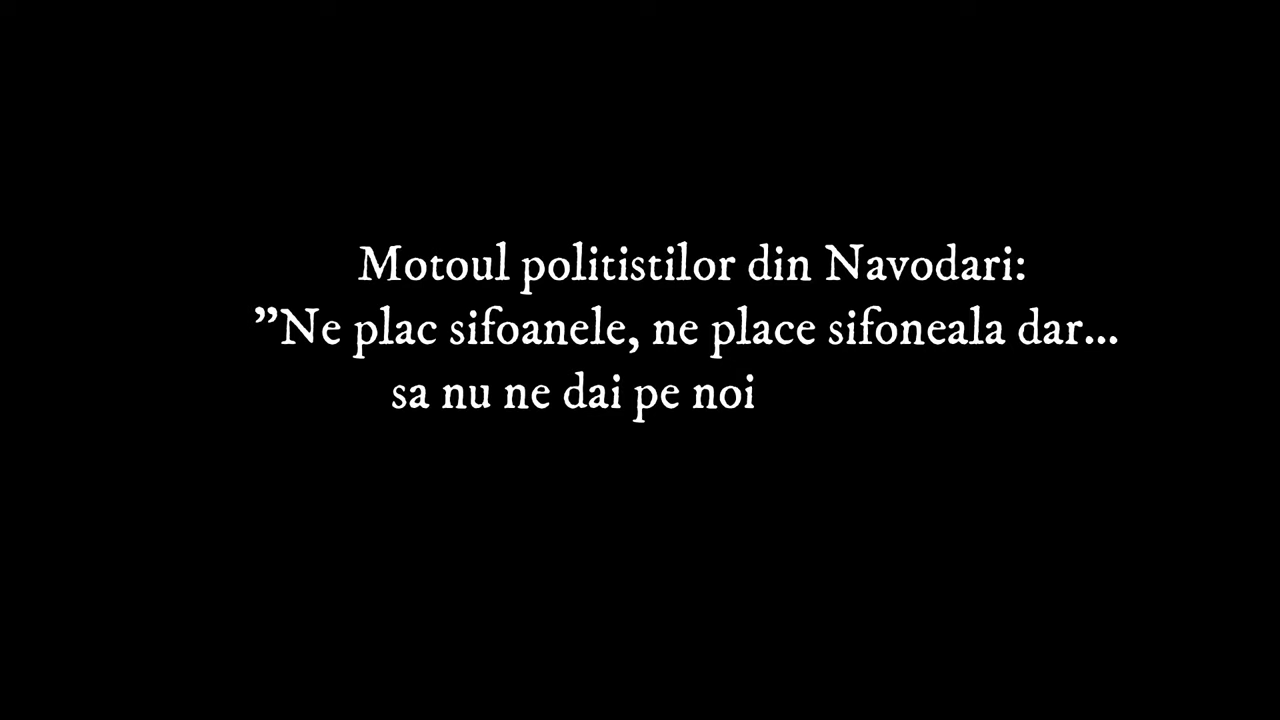 Motoul politistilor din Navodari:
”Ne plac sifoanele, ne place sifoneala dar...
sa nu ne dai pe noi